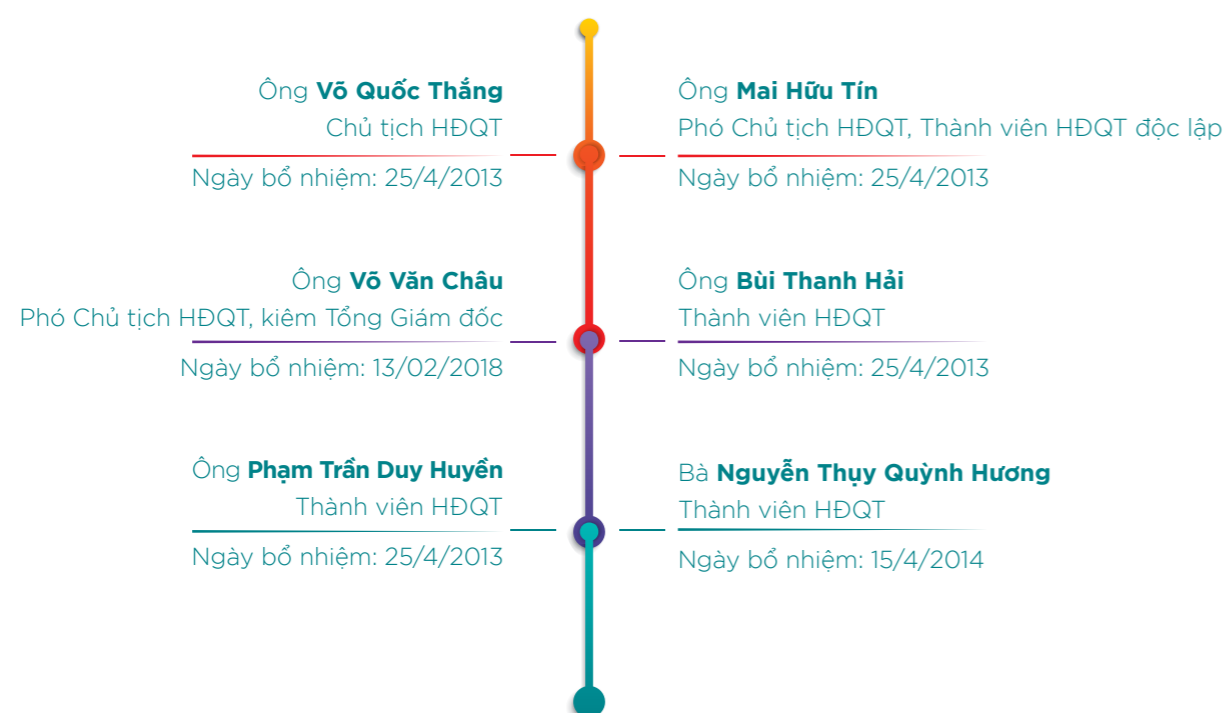 Ông Võ Quốc Thắng
Chủ tịch HĐQT
Ngày bổ nhiệm: 25/4/2013
Ông Mai Hữu Tín
Phó Chủ tịch HĐQT, Thành viên HĐQT độc lập
Ngày bổ nhiệm: 25/4/2013
Ông Võ Văn Châu
Phó Chủ tịch HĐQT, kiêm Tổng Giám đốc
Ngày bổ nhiệm: 13/02/2018
Ông Bùi Thanh Hải
Thành viên HĐQT
Ngày bổ nhiệm: 25/4/2013
Ông Phạm Trần Duy Huyền
Thành viên HĐQT
Ngày bổ nhiệm: 25/4/2013
Bà Nguyễn Thụy Quỳnh Hương
Thành viên HĐQT
Ngày bổ nhiệm: 15/4/2014